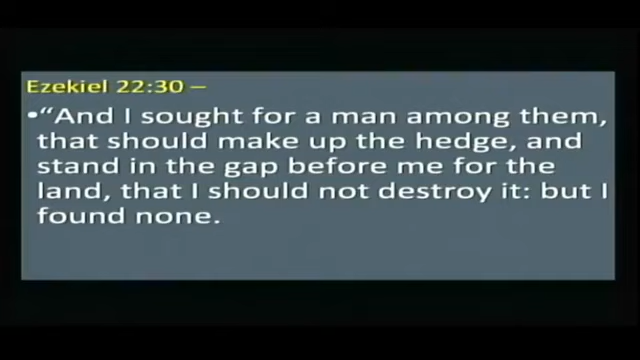 Ezekiel 22:30 –
•“And I sought for a man among them,
that should make up the hedge, and
stand in the gap before me for the
land, that I should not destroy it: but I
found none.